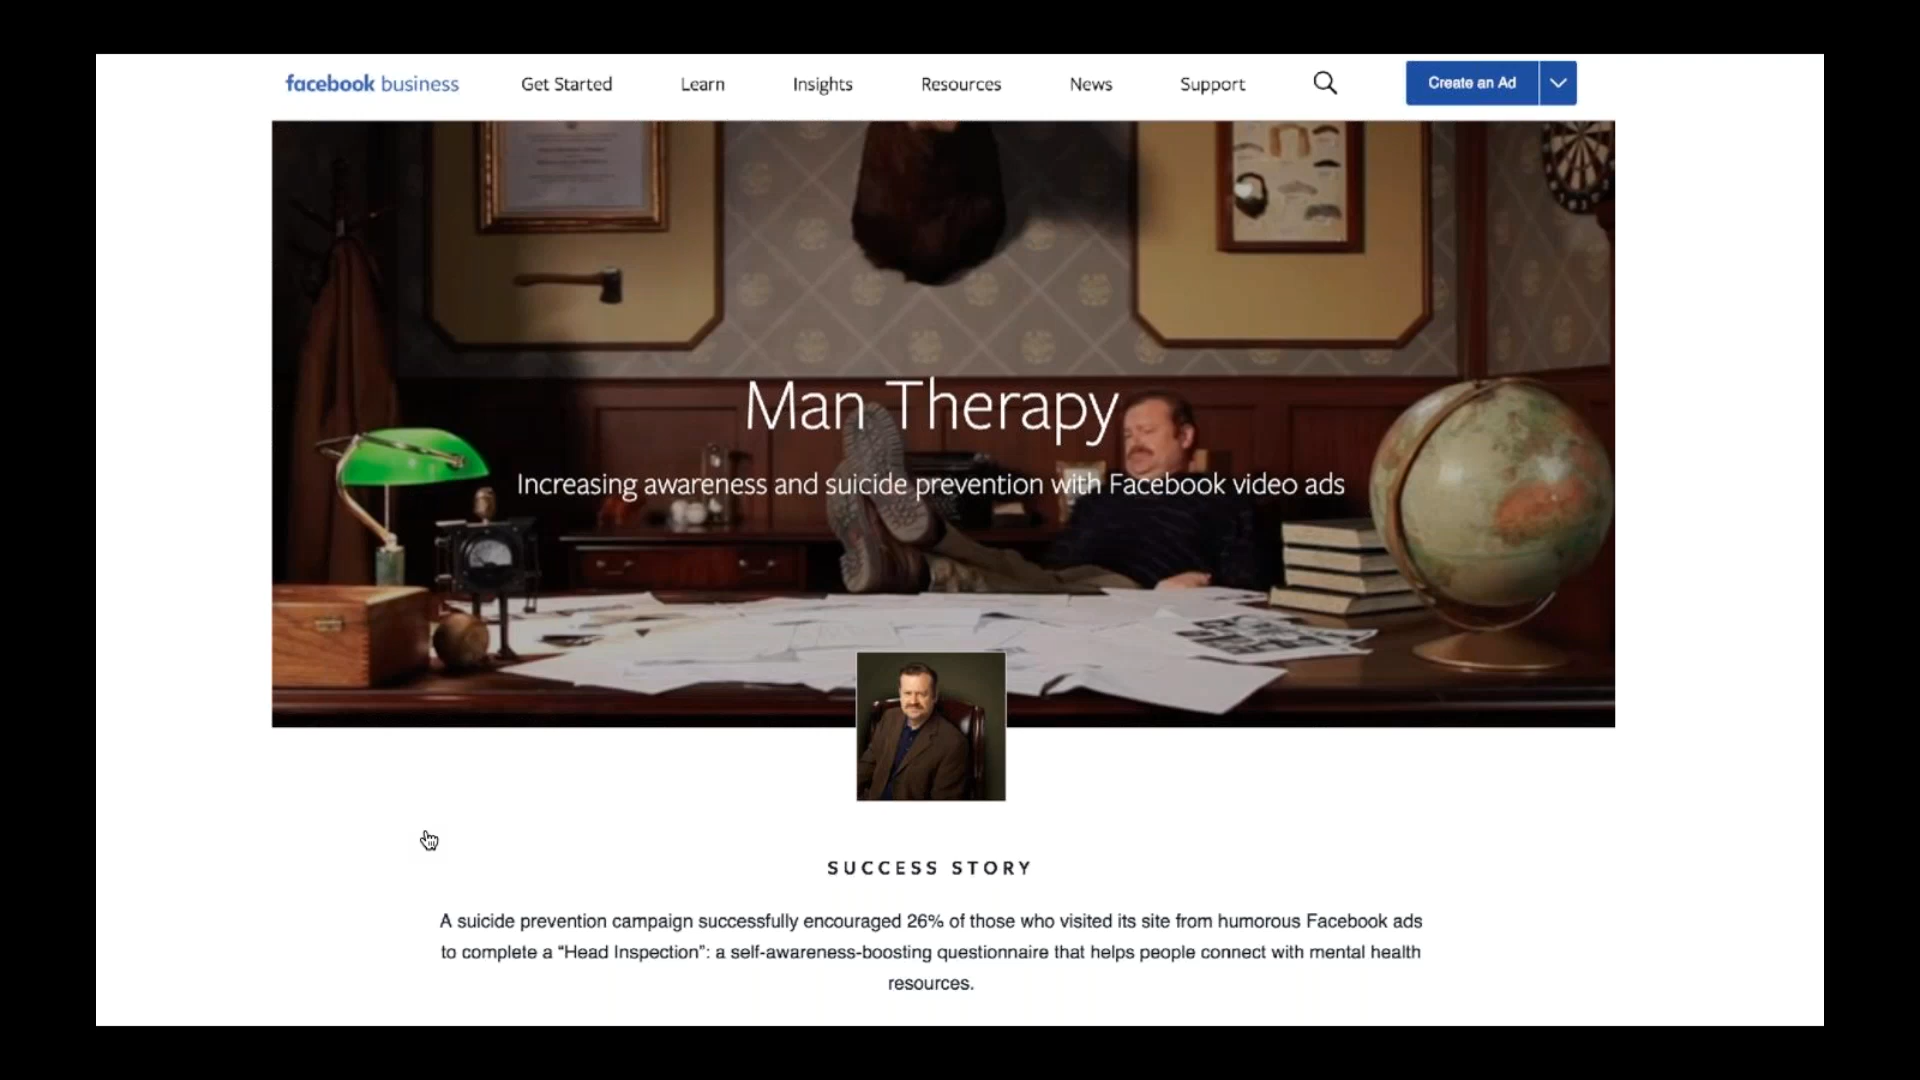 facebook business Get Started Learn Insights Resources News Support Create an Ad
Man Therapy
Increasing awareness and suicide prevention with Facebook video ads
SUCCESS STORY
A suicide prevention campaign successfully encouraged 26% of those who visited its site from humorous Facebook ads
to complete a “Head Inspection”: a self-awareness-boosting questionnaire that helps people connect with mental health
resources.